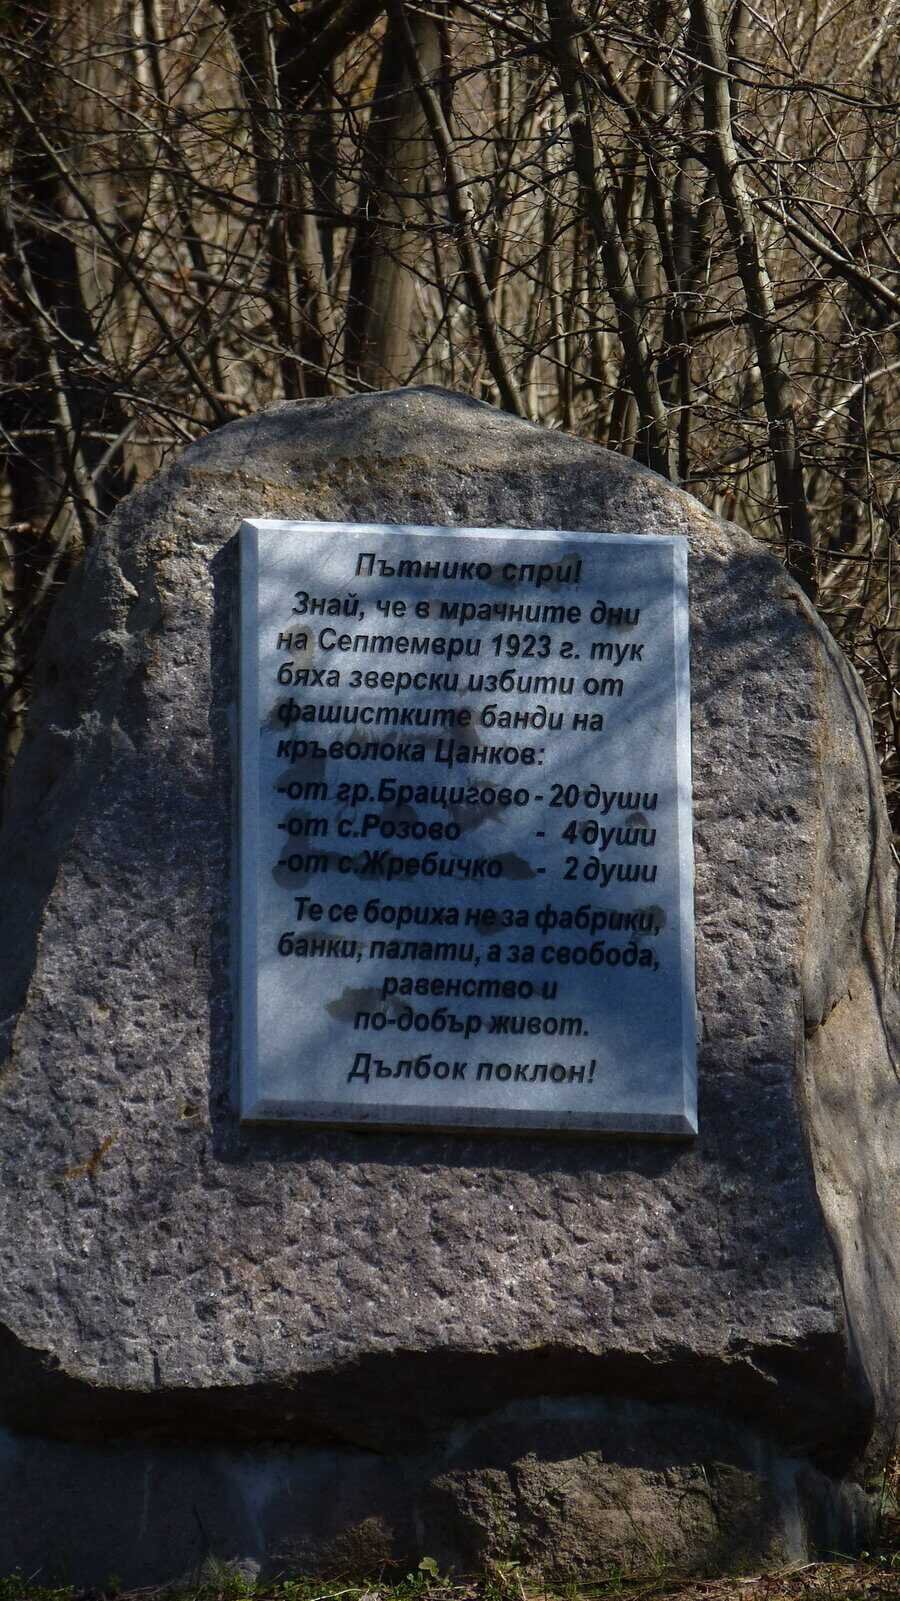 Пътнико спри!
Знай, че в мрачните дни
на Септември 1923 г. тук
бяха зверски избити от
фашистките банди на
кръволока Цанков:
-от гр.Брацигово - 20 души
-от с.Розово - 4 души
-от с.Жребичко - 2 души
Те се бориха не за фабрики,
банки, палати, а за свобода,
равенство и
по-добър живот.
Дълбок поклон!